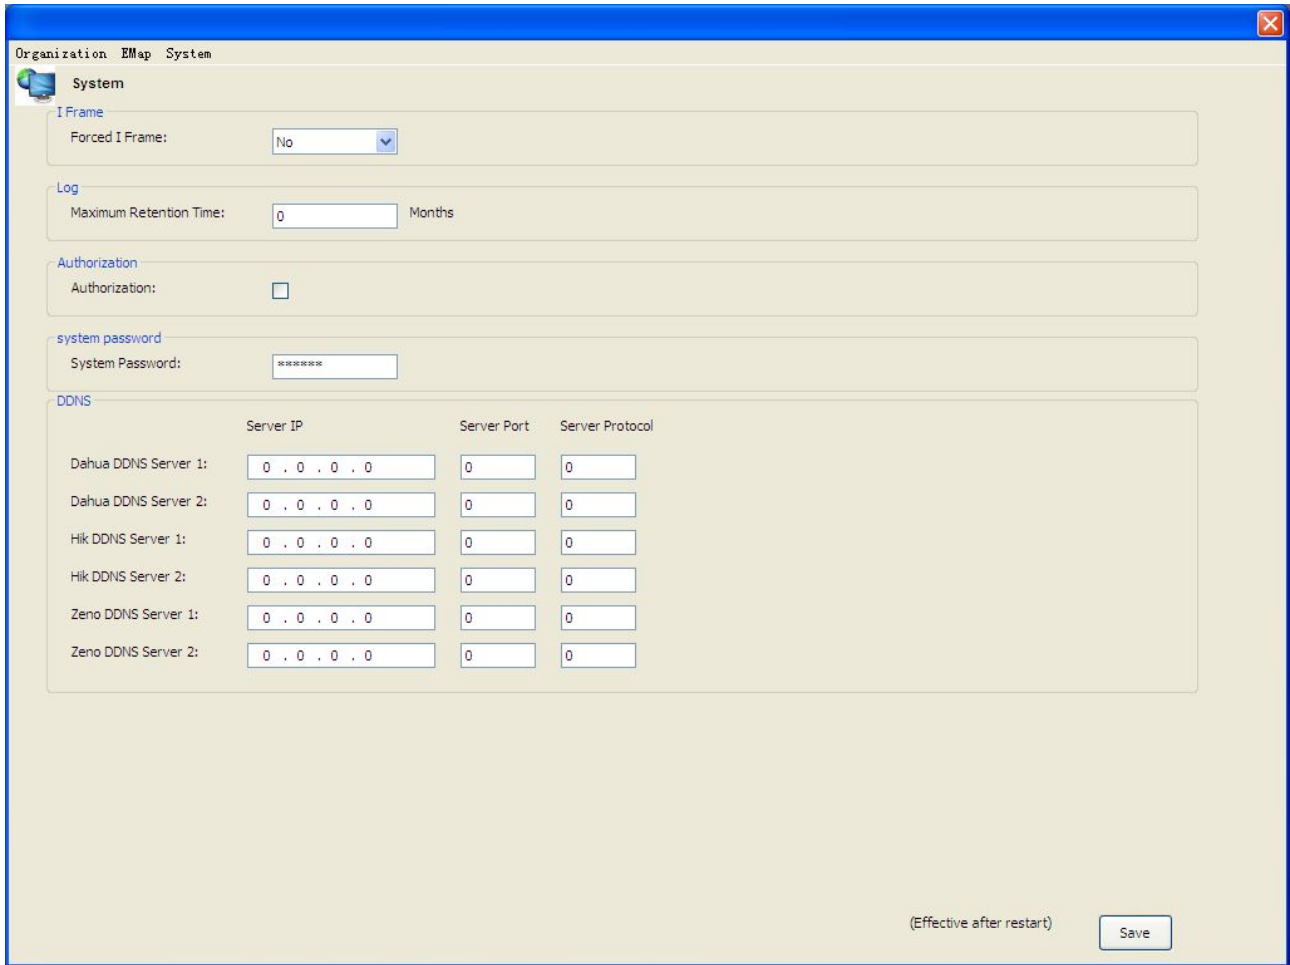 Organization EMap System
System
I Frame
Forced I Frame: No
Log
Maximum Retention Time: 0 Months
Authorization
Authorization:
system password
System Password: ******
DDNS
Server IP Server Port Server Protocol
Dahua DDNS Server 1: 0 . 0 . 0 . 0 0 0
Dahua DDNS Server 2: 0 . 0 . 0 . 0 0 0
Hik DDNS Server 1: 0 . 0 . 0 . 0 0 0
Hik DDNS Server 2: 0 . 0 . 0 . 0 0 0
Zeno DDNS Server 1: 0 . 0 . 0 . 0 0 0
Zeno DDNS Server 2: 0 . 0 . 0 . 0 0 0
(Effective after restart) Save